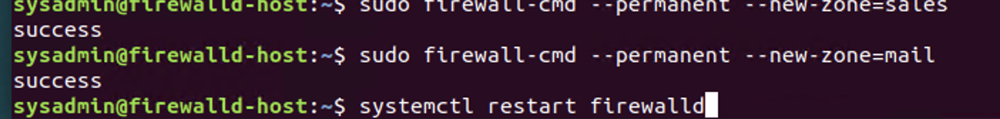 sysadmin@firewalld-host:~$ sudo firewall-cmd --permanent --new-zone=sales
success
sysadmin@firewalld-host:~$ sudo firewall-cmd --permanent --new-zone=mail
success
sysadmin@firewalld-host:~$ systemctl restart firewalld